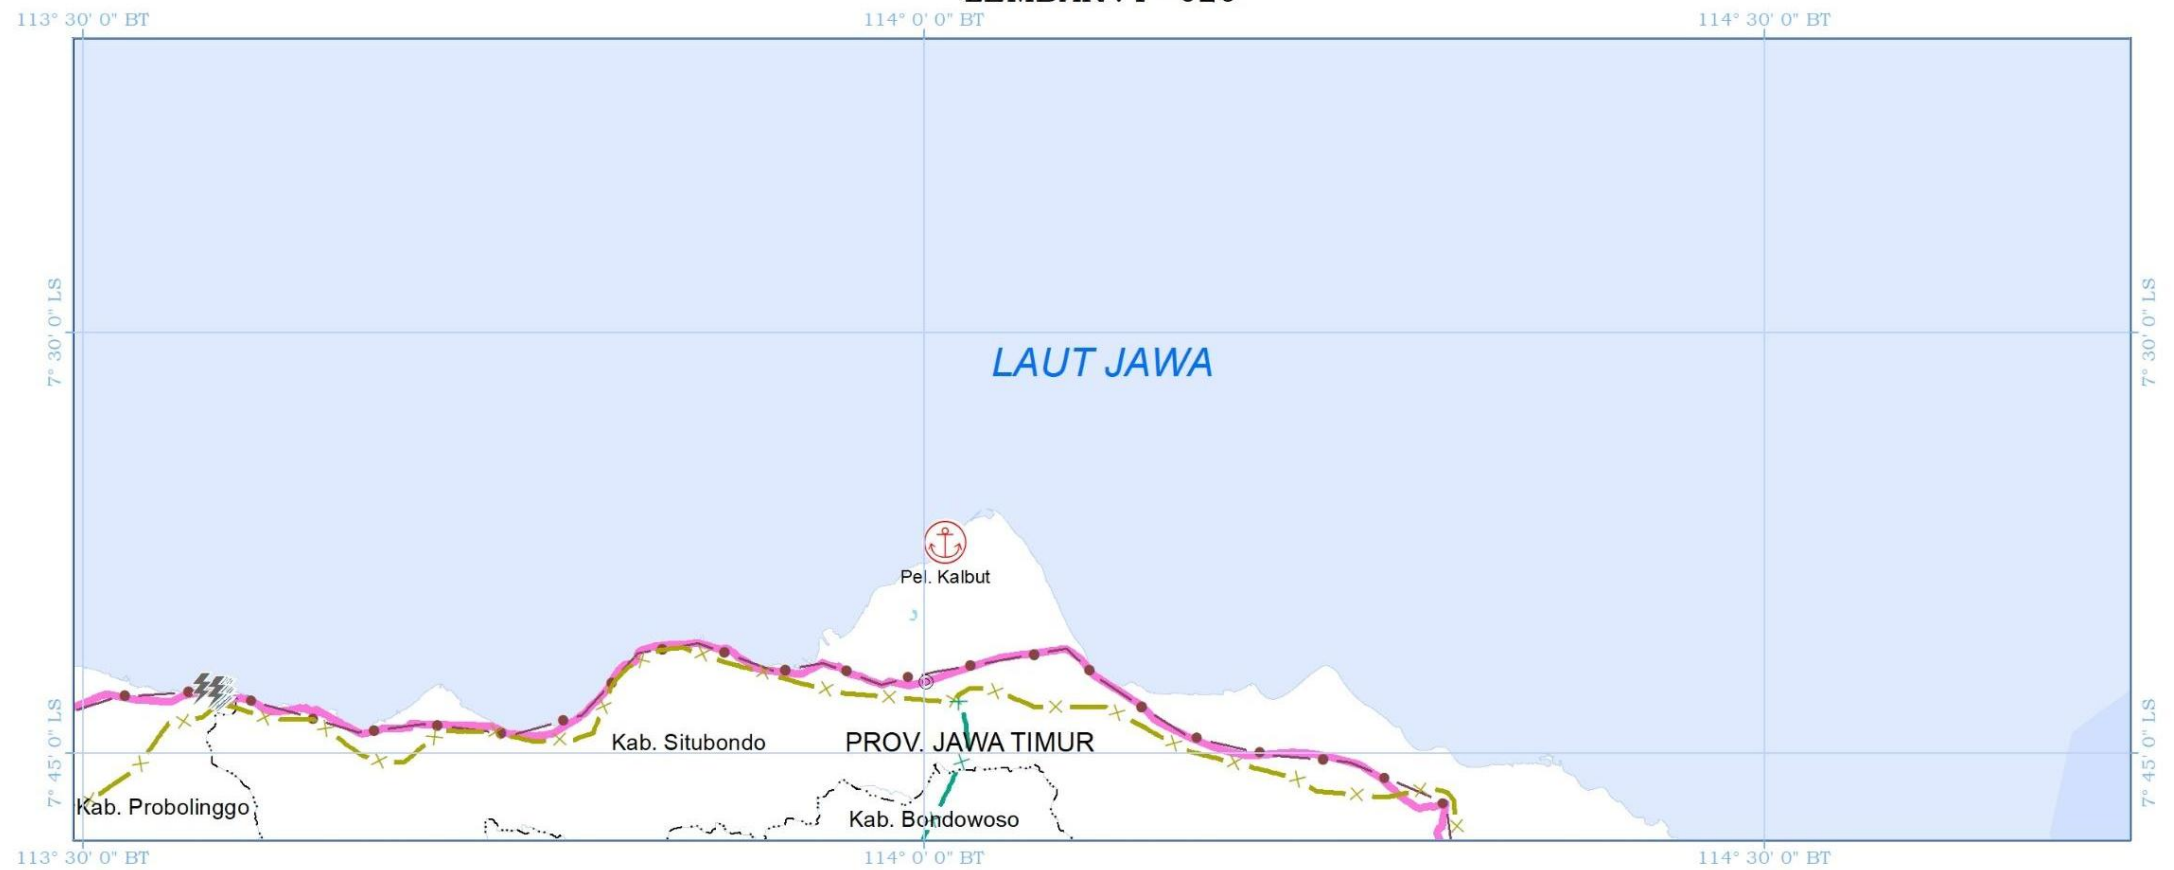 113° 30' 0" BT
114° 0' 0" BT
114° 30' 0" BT
7° 30' 0" LS
7° 30' 0" LS
LAUT JAWA
Pel. Kalbut
7° 45' 0" LS
7° 45' 0" LS
Kab. Situbondo
PROV. JAWA TIMUR
Kab. Probolinggo
Kab. Bondowoso
113° 30' 0" BT
114° 0' 0" BT
114° 30' 0" BT